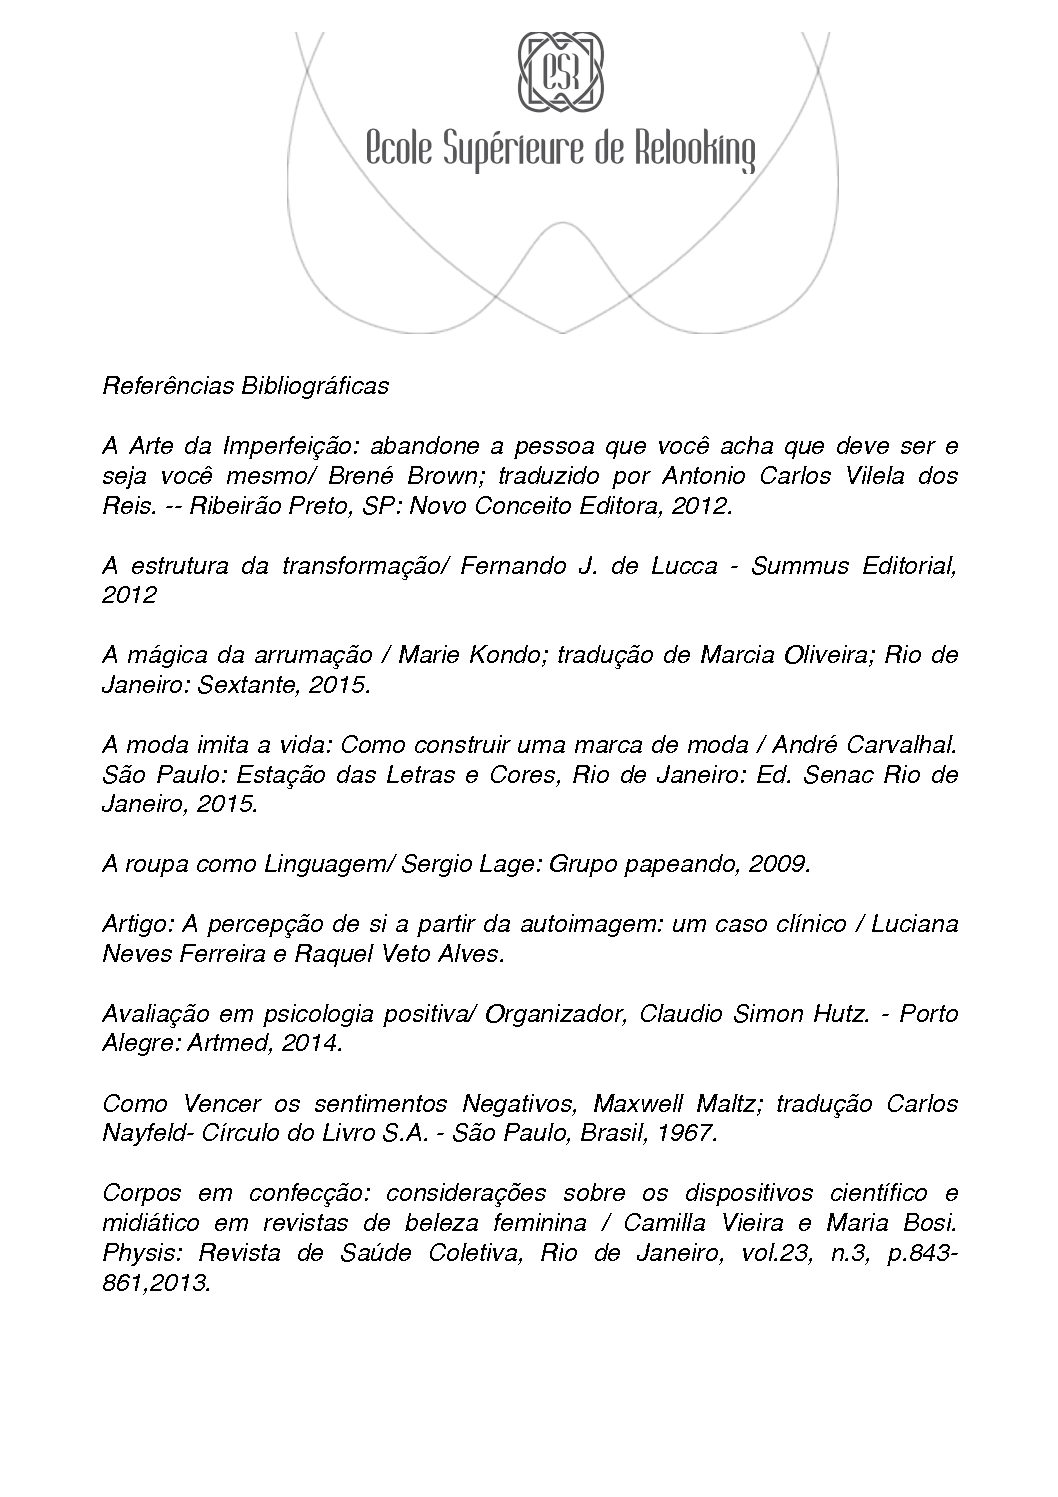 eSR
ecole Supérieure de Relooking
Referências Bibliográficas
A Arte da Imperfeição: abandone a pessoa que você acha que deve ser e
seja você mesmo/ Brené Brown; traduzido por Antonio Carlos Vilela dos
Reis. -- Ribeirão Preto, SP: Novo Conceito Editora, 2012.
A estrutura da transformação/ Fernando J. de Lucca - Summus Editorial,
2012
A mágica da arrumação / Marie Kondo; tradução de Marcia Oliveira; Rio de
Janeiro: Sextante, 2015.
A moda imita a vida: Como construir uma marca de moda / André Carvalhal.
São Paulo: Estação das Letras e Cores, Rio de Janeiro: Ed. Senac Rio de
Janeiro, 2015.
A roupa como Linguagem/ Sergio Lage: Grupo papeando, 2009.
Artigo: A percepção de si a partir da autoimagem: um caso clínico / Luciana
Neves Ferreira e Raquel Veto Alves.
Avaliação em psicologia positiva/ Organizador, Claudio Simon Hutz. - Porto
Alegre: Artmed, 2014.
Como Vencer os sentimentos Negativos, Maxwell Maltz; tradução Carlos
Nayfeld- Círculo do Livro S.A. - São Paulo, Brasil, 1967.
Corpos em confecção: considerações sobre os dispositivos científico e
midiático em revistas de beleza feminina / Camilla Vieira e Maria Bosi.
Physis: Revista de Saúde Coletiva, Rio de Janeiro, vol.23, n.3, p.843-
861,2013.